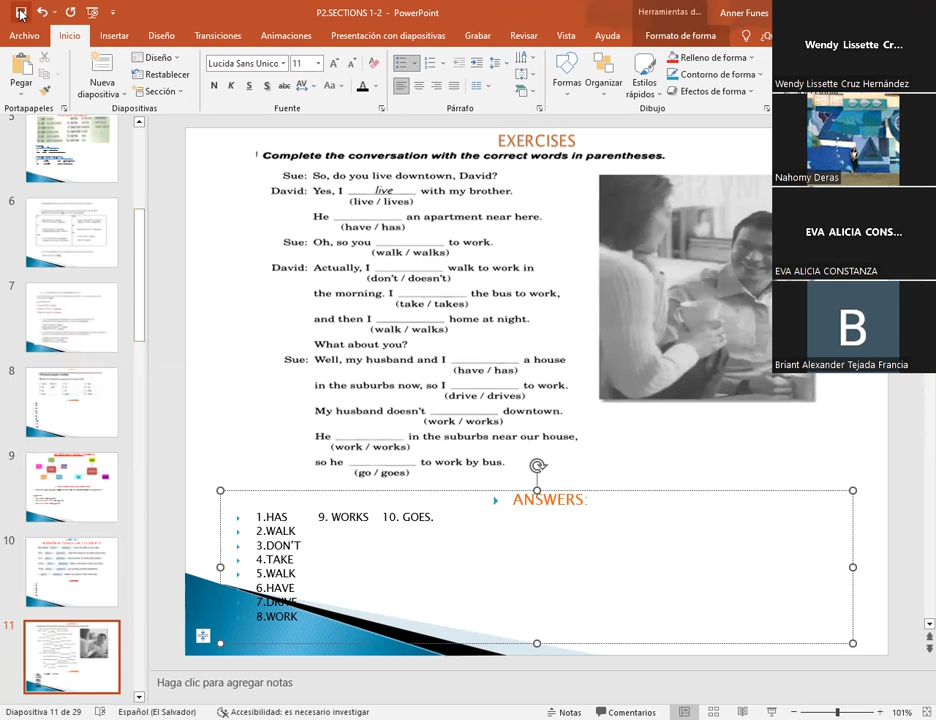 P2.SECTIONS 1-2 - PowerPoint
Herramientas d...
Anner Funes
Archivo Inicio Insertar Diseño Transiciones Animaciones Presentación con diapositivas Grabar Revisar Vista Ayuda Formato de forma
Pegar
Nueva diapositiva
Diseño
Restablecer
Sección
Lucida Sans Unico 11
N K S S abc AV Aa A
Formas
Organizar
Estilos rápidos
Relleno de forma
Contorno de forma
Efectos de forma
Portapapeles Diapositivas Fuente Párrafo Dibujo
Wendy Lissette Cr...
Wendy Lissette Cruz Hernández
Nahomy Deras
EVA ALICIA CONS...
EVA ALICIA CONSTANZA
B
Briant Alexander Tejada Francia
6
7
8
9
10
11
EXERCISES
Complete the conversation with the correct words in parentheses.
Sue: So, do you live downtown, David?
David: Yes, I live with my brother.
(live / lives)
He ________ an apartment near here.
(have / has)
Sue: Oh, so you ________ to work.
(walk / walks)
David: Actually, I ________ walk to work in
(don't / doesn't)
the morning. I ________ the bus to work,
(take / takes)
and then I ________ home at night.
(walk / walks)
What about you?
Sue: Well, my husband and I ________ a house
(have / has)
in the suburbs now, so I ________ to work.
(drive / drives)
My husband doesn't ________ downtown.
(work / works)
He ________ in the suburbs near our house,
(work / works)
so he ________ to work by bus.
(go / goes)
ANSWERS:
1.HAS 9. WORKS 10. GOES.
2.WALK
3.DON'T
4.TAKE
5.WALK
6.HAVE
7.DRIVE
8.WORK
Haga clic para agregar notas
Diapositiva 11 de 29 Español (El Salvador) Accesibilidad: es necesario investigar Notas Comentarios 101%